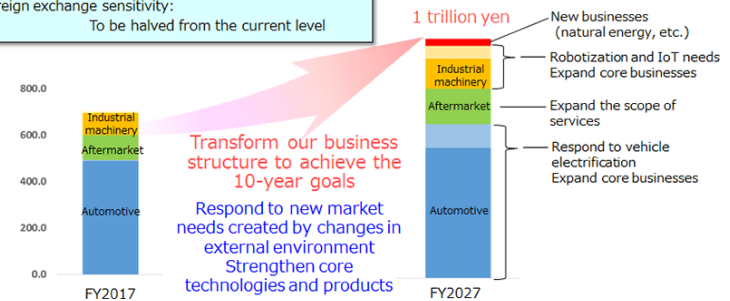 reign exchange sensitivity:
To be halved from the current level
1 trillion yen
New businesses
(natural energy, etc.)
Robotization and IoT needs
Expand core businesses
Expand the scope of
services
Respond to vehicle
electrification
Expand core businesses
800.0
600.0
400.0
200.0
0.0
Industrial
machinery
Aftermarket
Automotive
FY2017
Transform our business
structure to achieve the
10-year goals
Respond to new market
needs created by changes in
external environment
Strengthen core
technologies and products
Industrial
machinery
Aftermarket
Automotive
FY2027